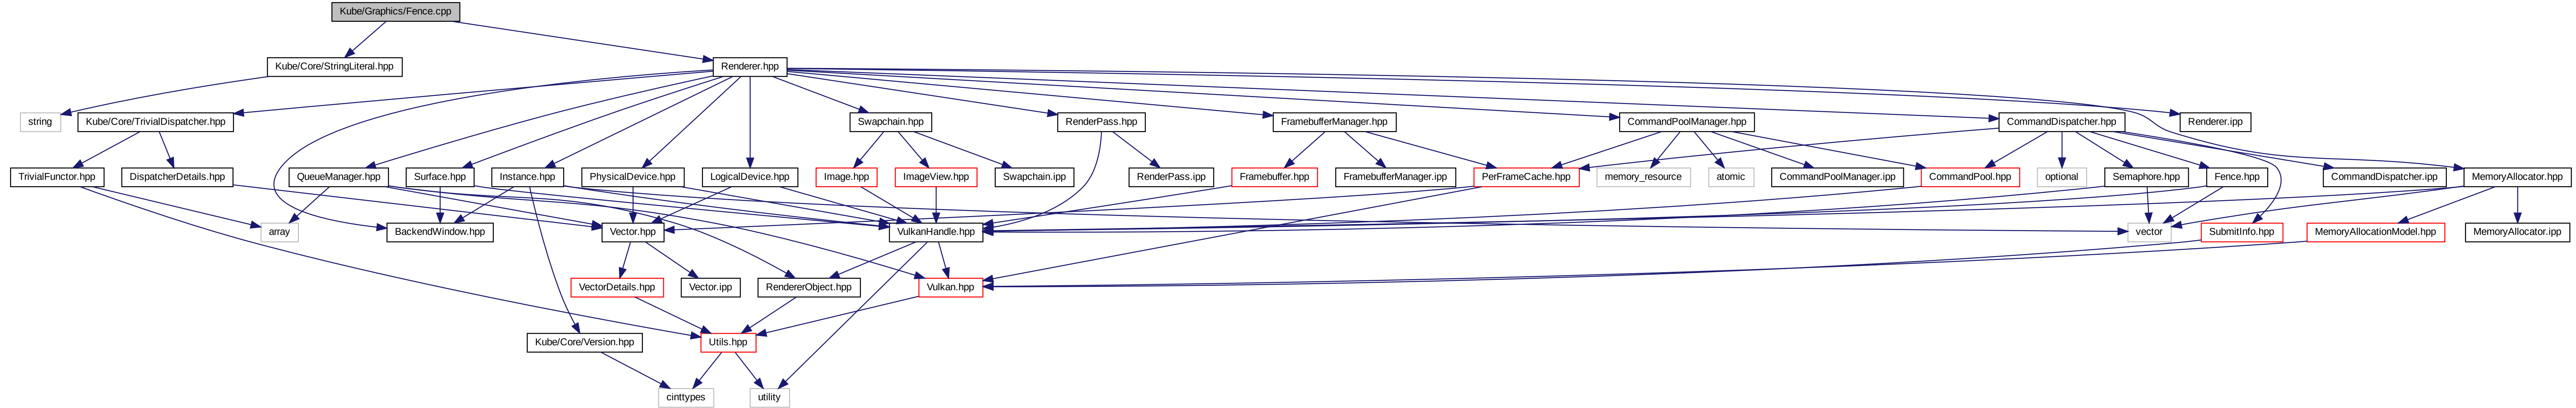 Kube/Graphics/Fence.cpp
Kube/Core/StringLiteral.hpp
Renderer.hpp
string
Kube/Core/TrivialDispatcher.hpp
Swapchain.hpp
RenderPass.hpp
FramebufferManager.hpp
CommandPoolManager.hpp
CommandDispatcher.hpp
Renderer.ipp
TrivialFunctor.hpp
DispatcherDetails.hpp
QueueManager.hpp
Surface.hpp
Instance.hpp
PhysicalDevice.hpp
LogicalDevice.hpp
Image.hpp
ImageView.hpp
Swapchain.ipp
RenderPass.ipp
Framebuffer.hpp
FramebufferManager.ipp
PerFrameCache.hpp
memory_resource
atomic
CommandPoolManager.ipp
CommandPool.hpp
optional
Semaphore.hpp
Fence.hpp
CommandDispatcher.ipp
MemoryAllocator.hpp
array
BackendWindow.hpp
Vector.hpp
VulkanHandle.hpp
vector
SubmitInfo.hpp
MemoryAllocationModel.hpp
MemoryAllocator.ipp
VectorDetails.hpp
Vector.ipp
RendererObject.hpp
Vulkan.hpp
Kube/Core/Version.hpp
Utils.hpp
cinttypes
utility